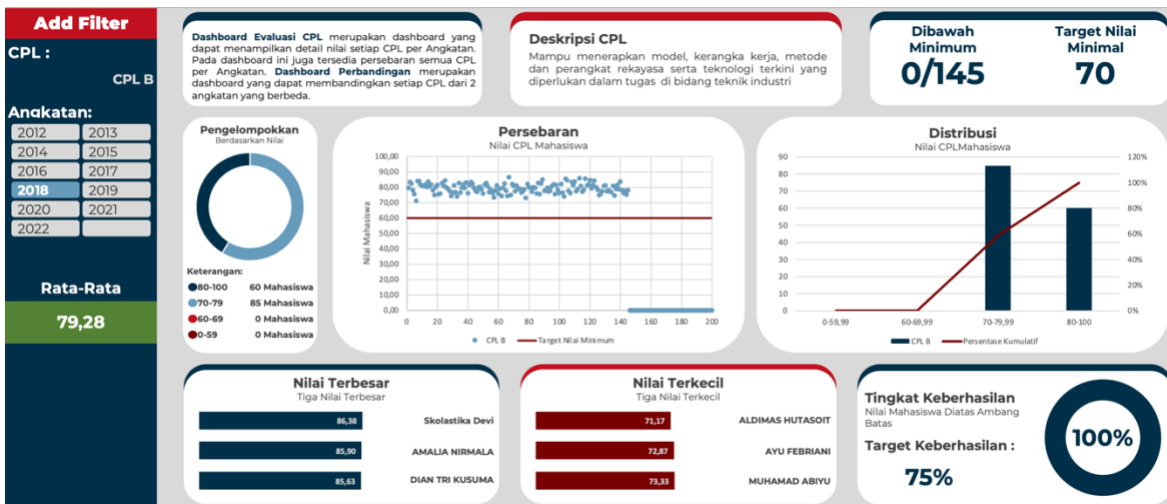 Add Filter
CPL :
CPL B
Angkatan:
2012 2013
2014 2015
2016 2017
2018 2019
2020 2021
2022
Rata-Rata
79,28
Dashboard Evaluasi CPL merupakan dashboard yang
dapat menampilkan detail nilai setiap CPL per Angkatan.
Pada dashboard ini juga tersedia persebaran semua CPL
per Angkatan. Dashboard Perbandingan merupakan
dashboard yang dapat membandingkan setiap CPL dari 2
angkatan yang berbeda.
Deskripsi CPL
Mampu menerapkan model, kerangka kerja, metode
dan perangkat rekayasa serta teknologi terkini yang
diperlukan dalam tugas di bidang teknik industri
Dibawah
Minimum
0/145
Target Nilai
Minimal
70
Pengelompokkan
Berdasarkan Nilai
Keterangan:
80-100 60 Mahasiswa
70-79 85 Mahasiswa
60-69 0 Mahasiswa
0-59 0 Mahasiswa
Persebaran
Nilai CPL Mahasiswa
Nilai Mahasiswa
100,00
90,00
80,00
70,00
60,00
50,00
40,00
30,00
20,00
10,00
0,00
0 20 40 60 80 100 120 140 160 180 200
CPL B Target Nilai Minimum
Distribusi
Nilai CPLMahasiswa
90
80
70
60
50
40
30
20
10
0
120%
100%
80%
60%
40%
20%
0%
0-59,99 60-69,99 70-79,99 80-100
CPL B Persentase Kumulatif
Nilai Terbesar
Tiga Nilai Terbesar
86,38 Skolastika Devi
85,90 AMALIA NIRMALA
85,63 DIAN TRI KUSUMA
Nilai Terkecil
Tiga Nilai Terkecil
71,17 ALDIMAS HUTASOIT
72,87 AYU FEBRIANI
73,33 MUHAMAD ABIYU
Tingkat Keberhasilan
Nilai Mahasiswa Diatas Ambang
Batas
Target Keberhasilan :
75%
100%